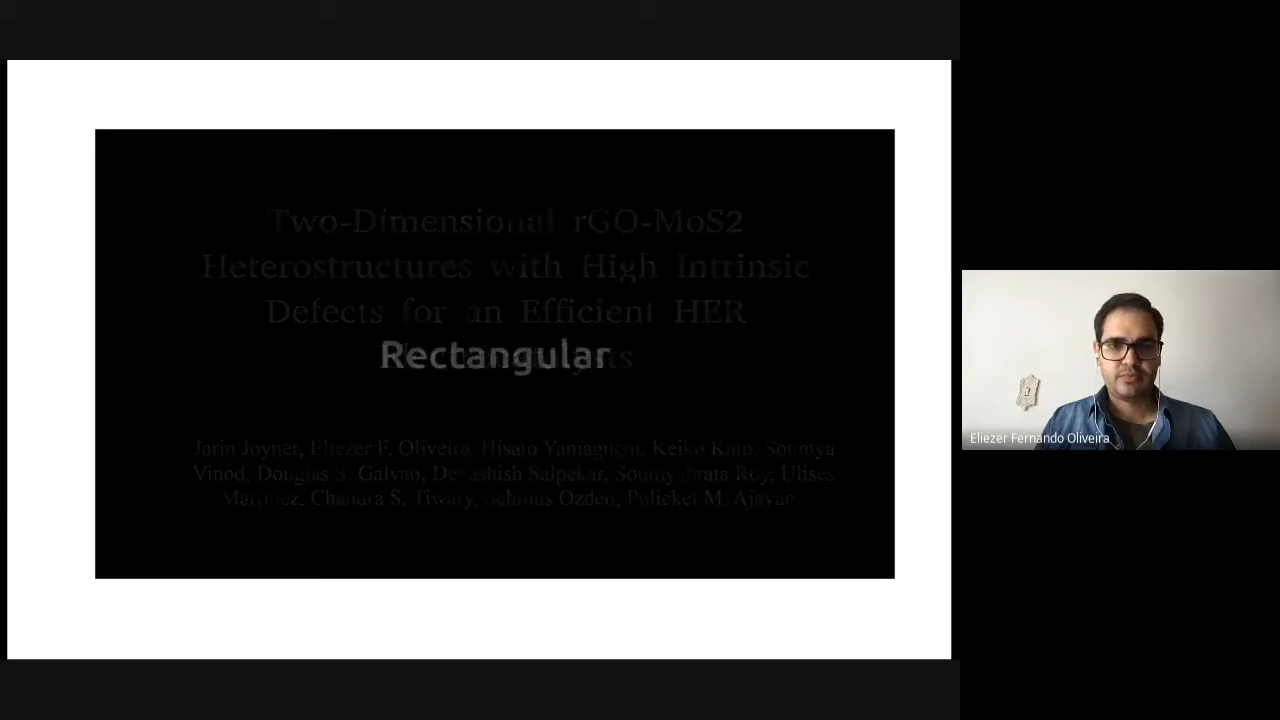 Two-Dimensional rGO-MoS2
Heterostructures with High Intrinsic
Defects for an Efficient HER
Rectangular
Jarin Joyner, Eliezer F. Oliveira, Hisato Yamaguchi, Keiko Kato, Soumya
Vinod, Douglas S. Galvao, Devashish Salpekar, Soumyabrata Roy, Ulises
Martinez, Chandra S. Tiwary, Sehmus Ozden, Pulickel M. Ajayan
Eliezer Fernando Oliveira